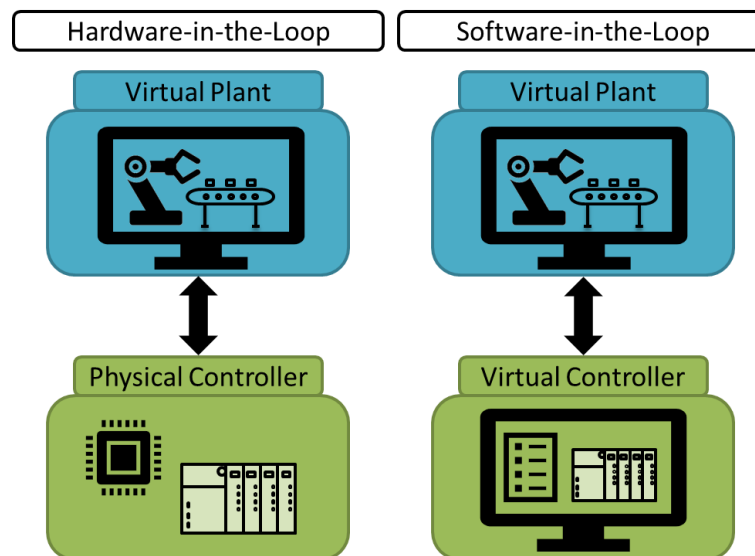 Hardware-in-the-Loop
Virtual Plant
Physical Controller
Software-in-the-Loop
Virtual Plant
Virtual Controller